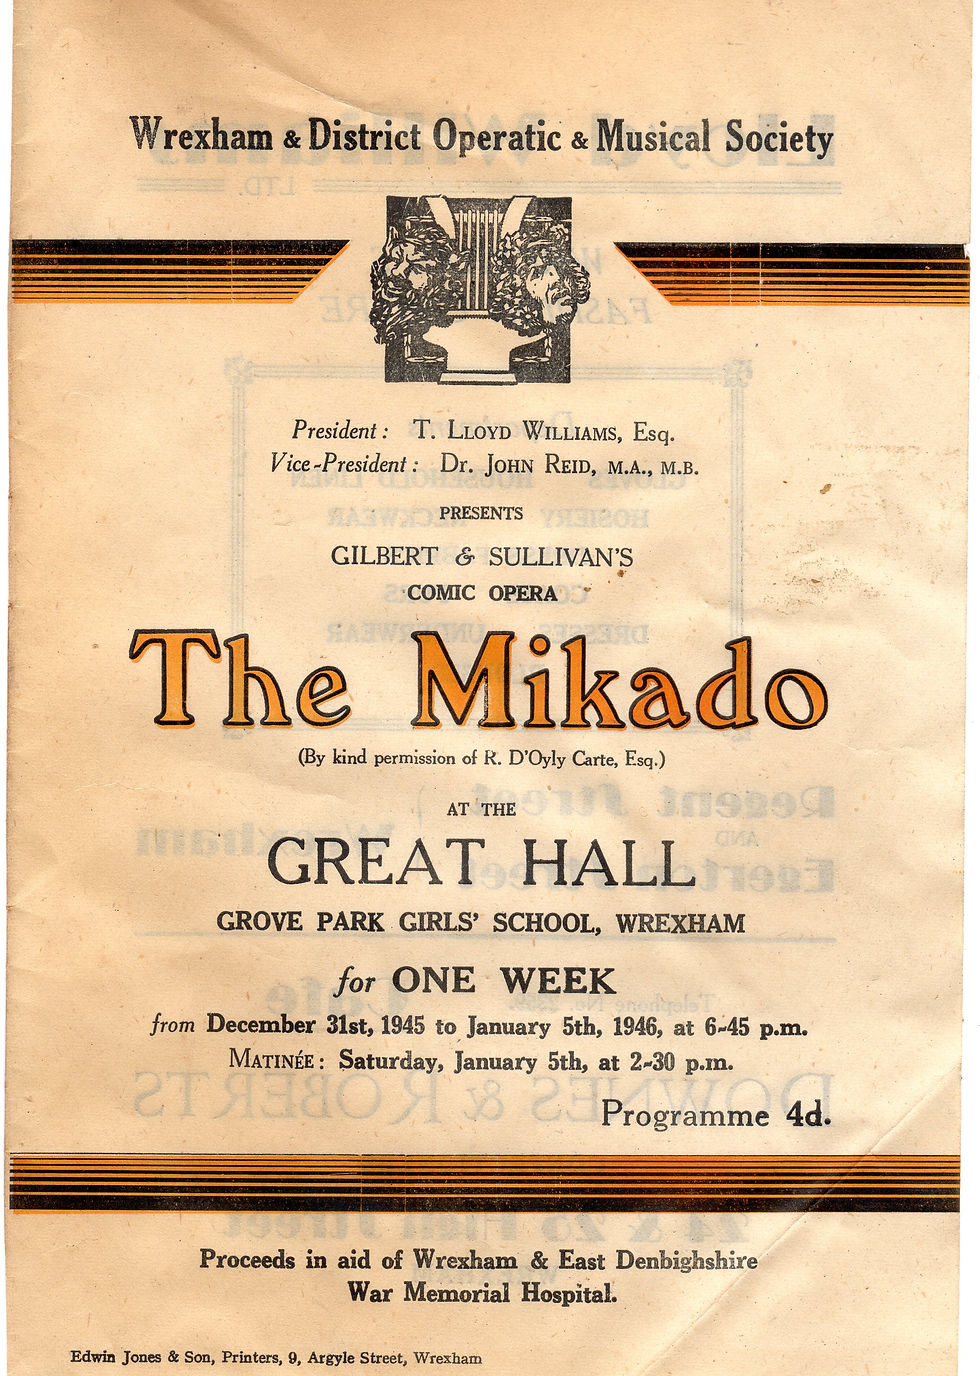 Wrexham & District Operatic & Musical Society
President: T. LLOYD WILLIAMS, Esq.
Vice-President: Dr. JOHN REID, M.A., M.B.
PRESENTS
GILBERT & SULLIVAN'S
COMIC OPERA
The Mikado
(By kind permission of R. D'Oyly Carte, Esq.)
AT THE
GREAT HALL
GROVE PARK GIRLS' SCHOOL, WREXHAM
for ONE WEEK
from December 31st, 1945 to January 5th, 1946, at 6-45 p.m.
MATINÉE: Saturday, January 5th, at 2-30 p.m.
Programme 4d.
Proceeds in aid of Wrexham & East Denbighshire
War Memorial Hospital.
Edwin Jones & Son, Printers, 9, Argyle Street, Wrexham